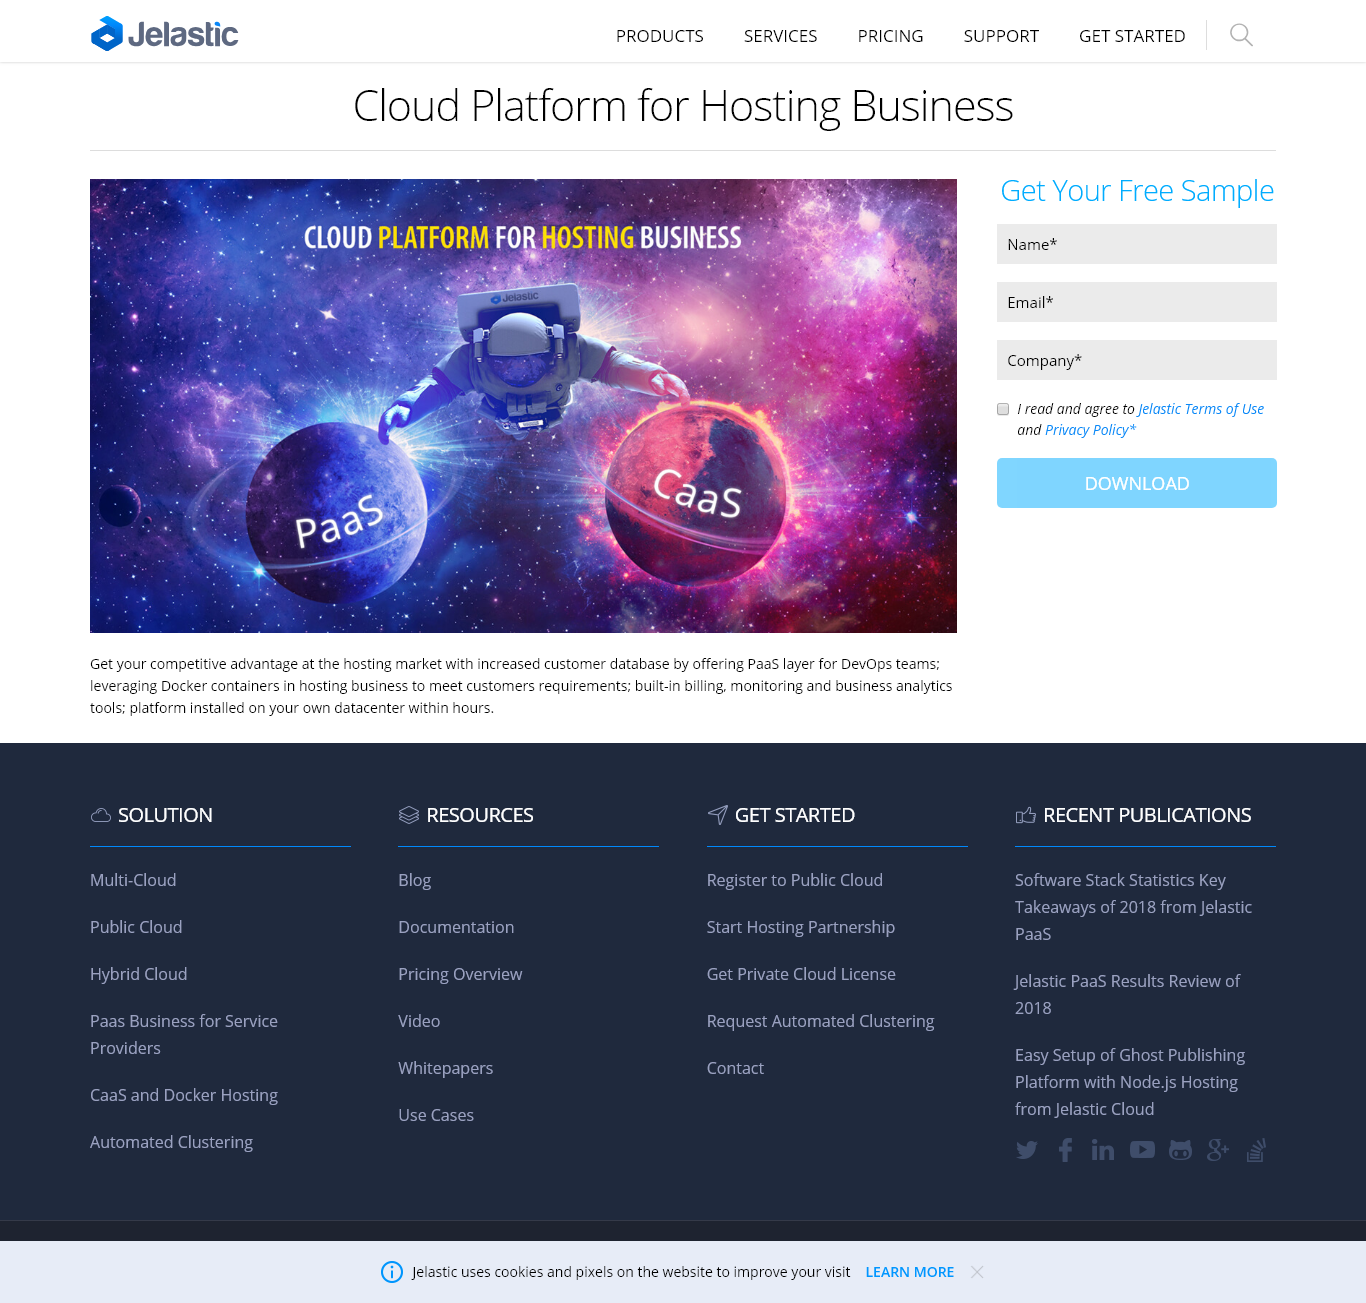 Jelastic
PRODUCTS SERVICES PRICING SUPPORT GET STARTED
Cloud Platform for Hosting Business
CLOUD PLATFORM FOR HOSTING BUSINESS
Jelastic
PaaS
CaaS
Get Your Free Sample
Name*
Email*
Company*
I read and agree to Jelastic Terms of Use
and Privacy Policy*
DOWNLOAD
Get your competitive advantage at the hosting market with increased customer database by offering PaaS layer for DevOps teams;
leveraging Docker containers in hosting business to meet customers requirements; built-in billing, monitoring and business analytics
tools; platform installed on your own datacenter within hours.
SOLUTION
Multi-Cloud
Public Cloud
Hybrid Cloud
Paas Business for Service
Providers
CaaS and Docker Hosting
Automated Clustering
RESOURCES
Blog
Documentation
Pricing Overview
Video
Whitepapers
Use Cases
GET STARTED
Register to Public Cloud
Start Hosting Partnership
Get Private Cloud License
Request Automated Clustering
Contact
RECENT PUBLICATIONS
Software Stack Statistics Key
Takeaways of 2018 from Jelastic
PaaS
Jelastic PaaS Results Review of
2018
Easy Setup of Ghost Publishing
Platform with Node.js Hosting
from Jelastic Cloud
Jelastic uses cookies and pixels on the website to improve your visit LEARN MORE